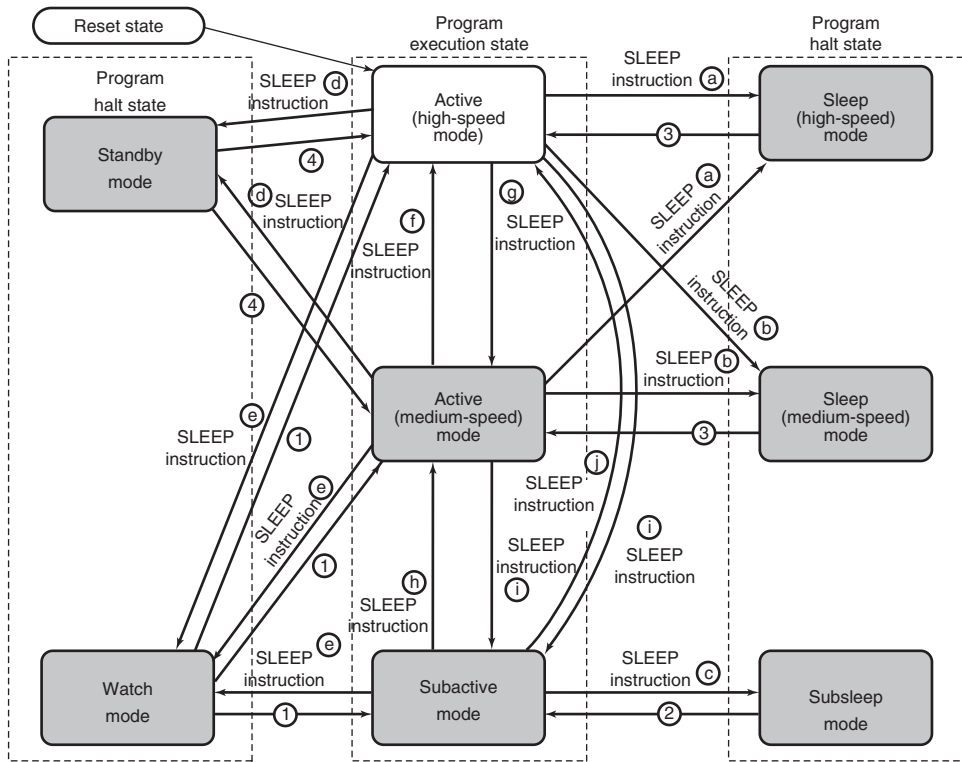 Reset state
Program
execution state
Program
halt state
Program
halt state
SLEEP
instruction
d
Active
(high-speed
mode)
SLEEP
instruction
a
Sleep
(high-speed)
mode
Standby
mode
4
3
d
SLEEP
instruction
f
SLEEP
instruction
g
SLEEP
instruction
SLEEP
instruction
a
SLEEP
instruction
b
4
Active
(medium-speed)
mode
SLEEP
instruction
b
Sleep
(medium-speed)
mode
3
e
SLEEP
instruction
1
SLEEP
instruction
e
1
j
SLEEP
instruction
i
SLEEP
instruction
SLEEP
instruction
i
h
SLEEP
instruction
Watch
mode
SLEEP
instruction
e
1
Subactive
mode
SLEEP
instruction
c
2
Subsleep
mode